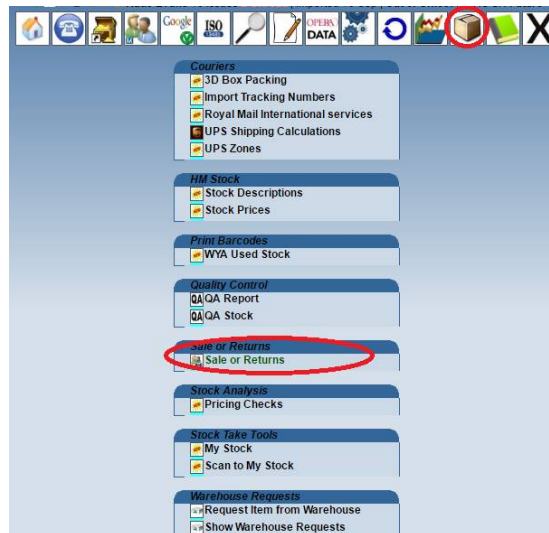 Google
ISO
OPERA
DATA
Couriers
3D Box Packing
Import Tracking Numbers
Royal Mail International services
UPS Shipping Calculations
UPS Zones
HM Stock
Stock Descriptions
Stock Prices
Print Barcodes
WYA Used Stock
Quality Control
QA QA Report
QA QA Stock
Sale or Returns
Sale or Returns
Stock Analysis
Pricing Checks
Stock Take Tools
My Stock
Scan to My Stock
Warehouse Requests
Request Item from Warehouse
Show Warehouse Requests